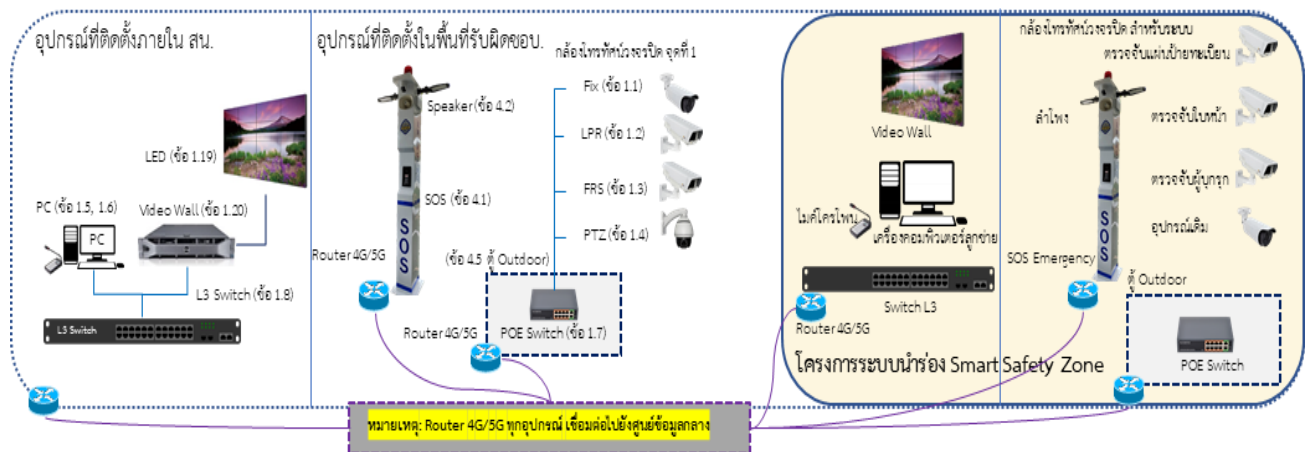 อุปกรณ์ที่ติดตั้งภายใน สน.
LED (ข้อ 1.19)
PC (ข้อ 1.5, 1.6)
Video Wall (ข้อ 1.20)
PC
L3 Switch (ข้อ 1.8)
L3 Switch
อุปกรณ์ที่ติดตั้งในพื้นที่รับผิดชอบ.
กล้องโทรทัศน์วงจรปิด จุดที่ 1
Fix (ข้อ 1.1)
Speaker (ข้อ 4.2)
LPR (ข้อ 1.2)
FRS (ข้อ 1.3)
SOS (ข้อ 4.1)
PTZ (ข้อ 1.4)
SOS
Router 4G/5G
(ข้อ 4.5 ตู้ Outdoor)
Router 4G/5G
POE Switch (ข้อ 1.7)
Video Wall
ไมค์โครโฟน
เครื่องคอมพิวเตอร์ลูกข่าย
Switch L3
Router 4G/5G
โครงการระบบนำร่อง Smart Safety Zone
กล้องโทรทัศน์วงจรปิด สำหรับระบบ
ตรวจจับแผ่นป้ายทะเบียน
ลำโพง
ตรวจจับใบหน้า
ตรวจจับผู้บุกรุก
SOS
อุปกรณ์เดิม
SOS Emergency
ตู้ Outdoor
POE Switch
หมายเหตุ: Router 4G/5G ทุกอุปกรณ์ เชื่อมต่อไปยังศูนย์ข้อมูลกลาง